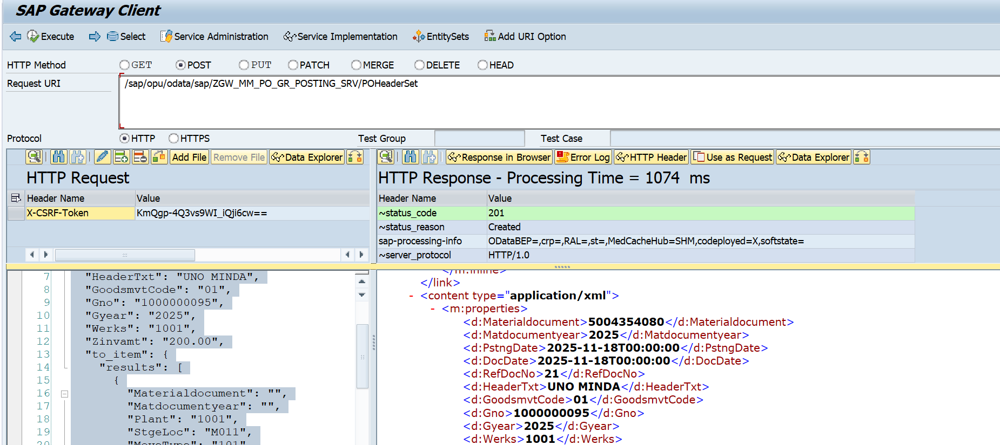 SAP Gateway Client
Execute Select Service Administration Service Implementation EntitySets Add URI Option
HTTP Method GET POST PUT PATCH MERGE DELETE HEAD
Request URI /sap/opu/odata/sap/ZGW_MM_PO_GR_POSTING_SRV/POHeaderSet
Protocol HTTP HTTPS Test Group Test Case
Add File Remove File Data Explorer
HTTP Request
Header Name Value
X-CSRF-Token KmQgp-4Q3vs9WI_iQji6cw==
7 "HeaderTxt": "UNO MINDA",
8 "GoodsmvtCode": "01",
9 "Gno": "1000000095",
10 "Gyear": "2025",
11 "Werks": "1001",
12 "Zinvamt": "200.00",
13 "to_item": {
14 "results": [
15 {
16 "Materialdocument": "",
17 "Matdocumentyear": "",
18 "Plant": "1001",
19 "StgeLoc": "M011",
20 "MoveType": "101"
Response in Browser Error Log HTTP Header Use as Request Data Explorer
HTTP Response - Processing Time = 1074 ms
Header Name Value
~status_code 201
~status_reason Created
sap-processing-info ODataBEP=,crp=,RAL=,st=,MedCacheHub=SHM,codeployed=X,softstate=
~server_protocol HTTP/1.0
</m:inline>
</link>
- <content type="application/xml">
- <m:properties>
<d:Materialdocument>5004354080</d:Materialdocument>
<d:Matdocumentyear>2025</d:Matdocumentyear>
<d:PstngDate>2025-11-18T00:00:00</d:PstngDate>
<d:DocDate>2025-11-18T00:00:00</d:DocDate>
<d:RefDocNo>21</d:RefDocNo>
<d:HeaderTxt>UNO MINDA</d:HeaderTxt>
<d:GoodsmvtCode>01</d:GoodsmvtCode>
<d:Gno>1000000095</d:Gno>
<d:Gyear>2025</d:Gyear>
<d:Werks>1001</d:Werks>